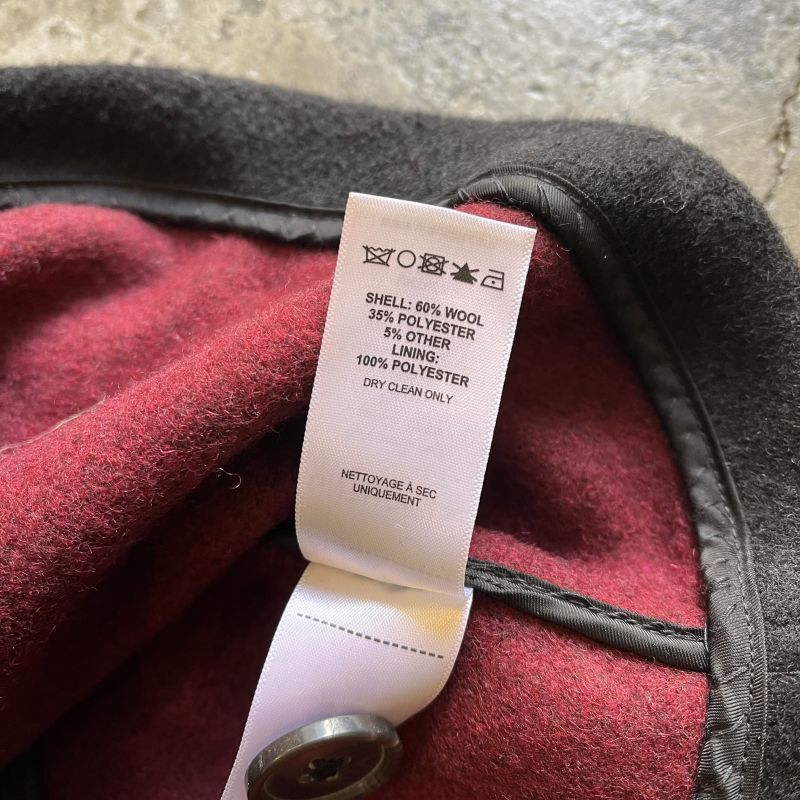 SHELL: 60% WOOL
35% POLYESTER
5% OTHER
LINING:
100% POLYESTER
DRY CLEAN ONLY
NETTOYAGE À SEC
UNIQUEMENT